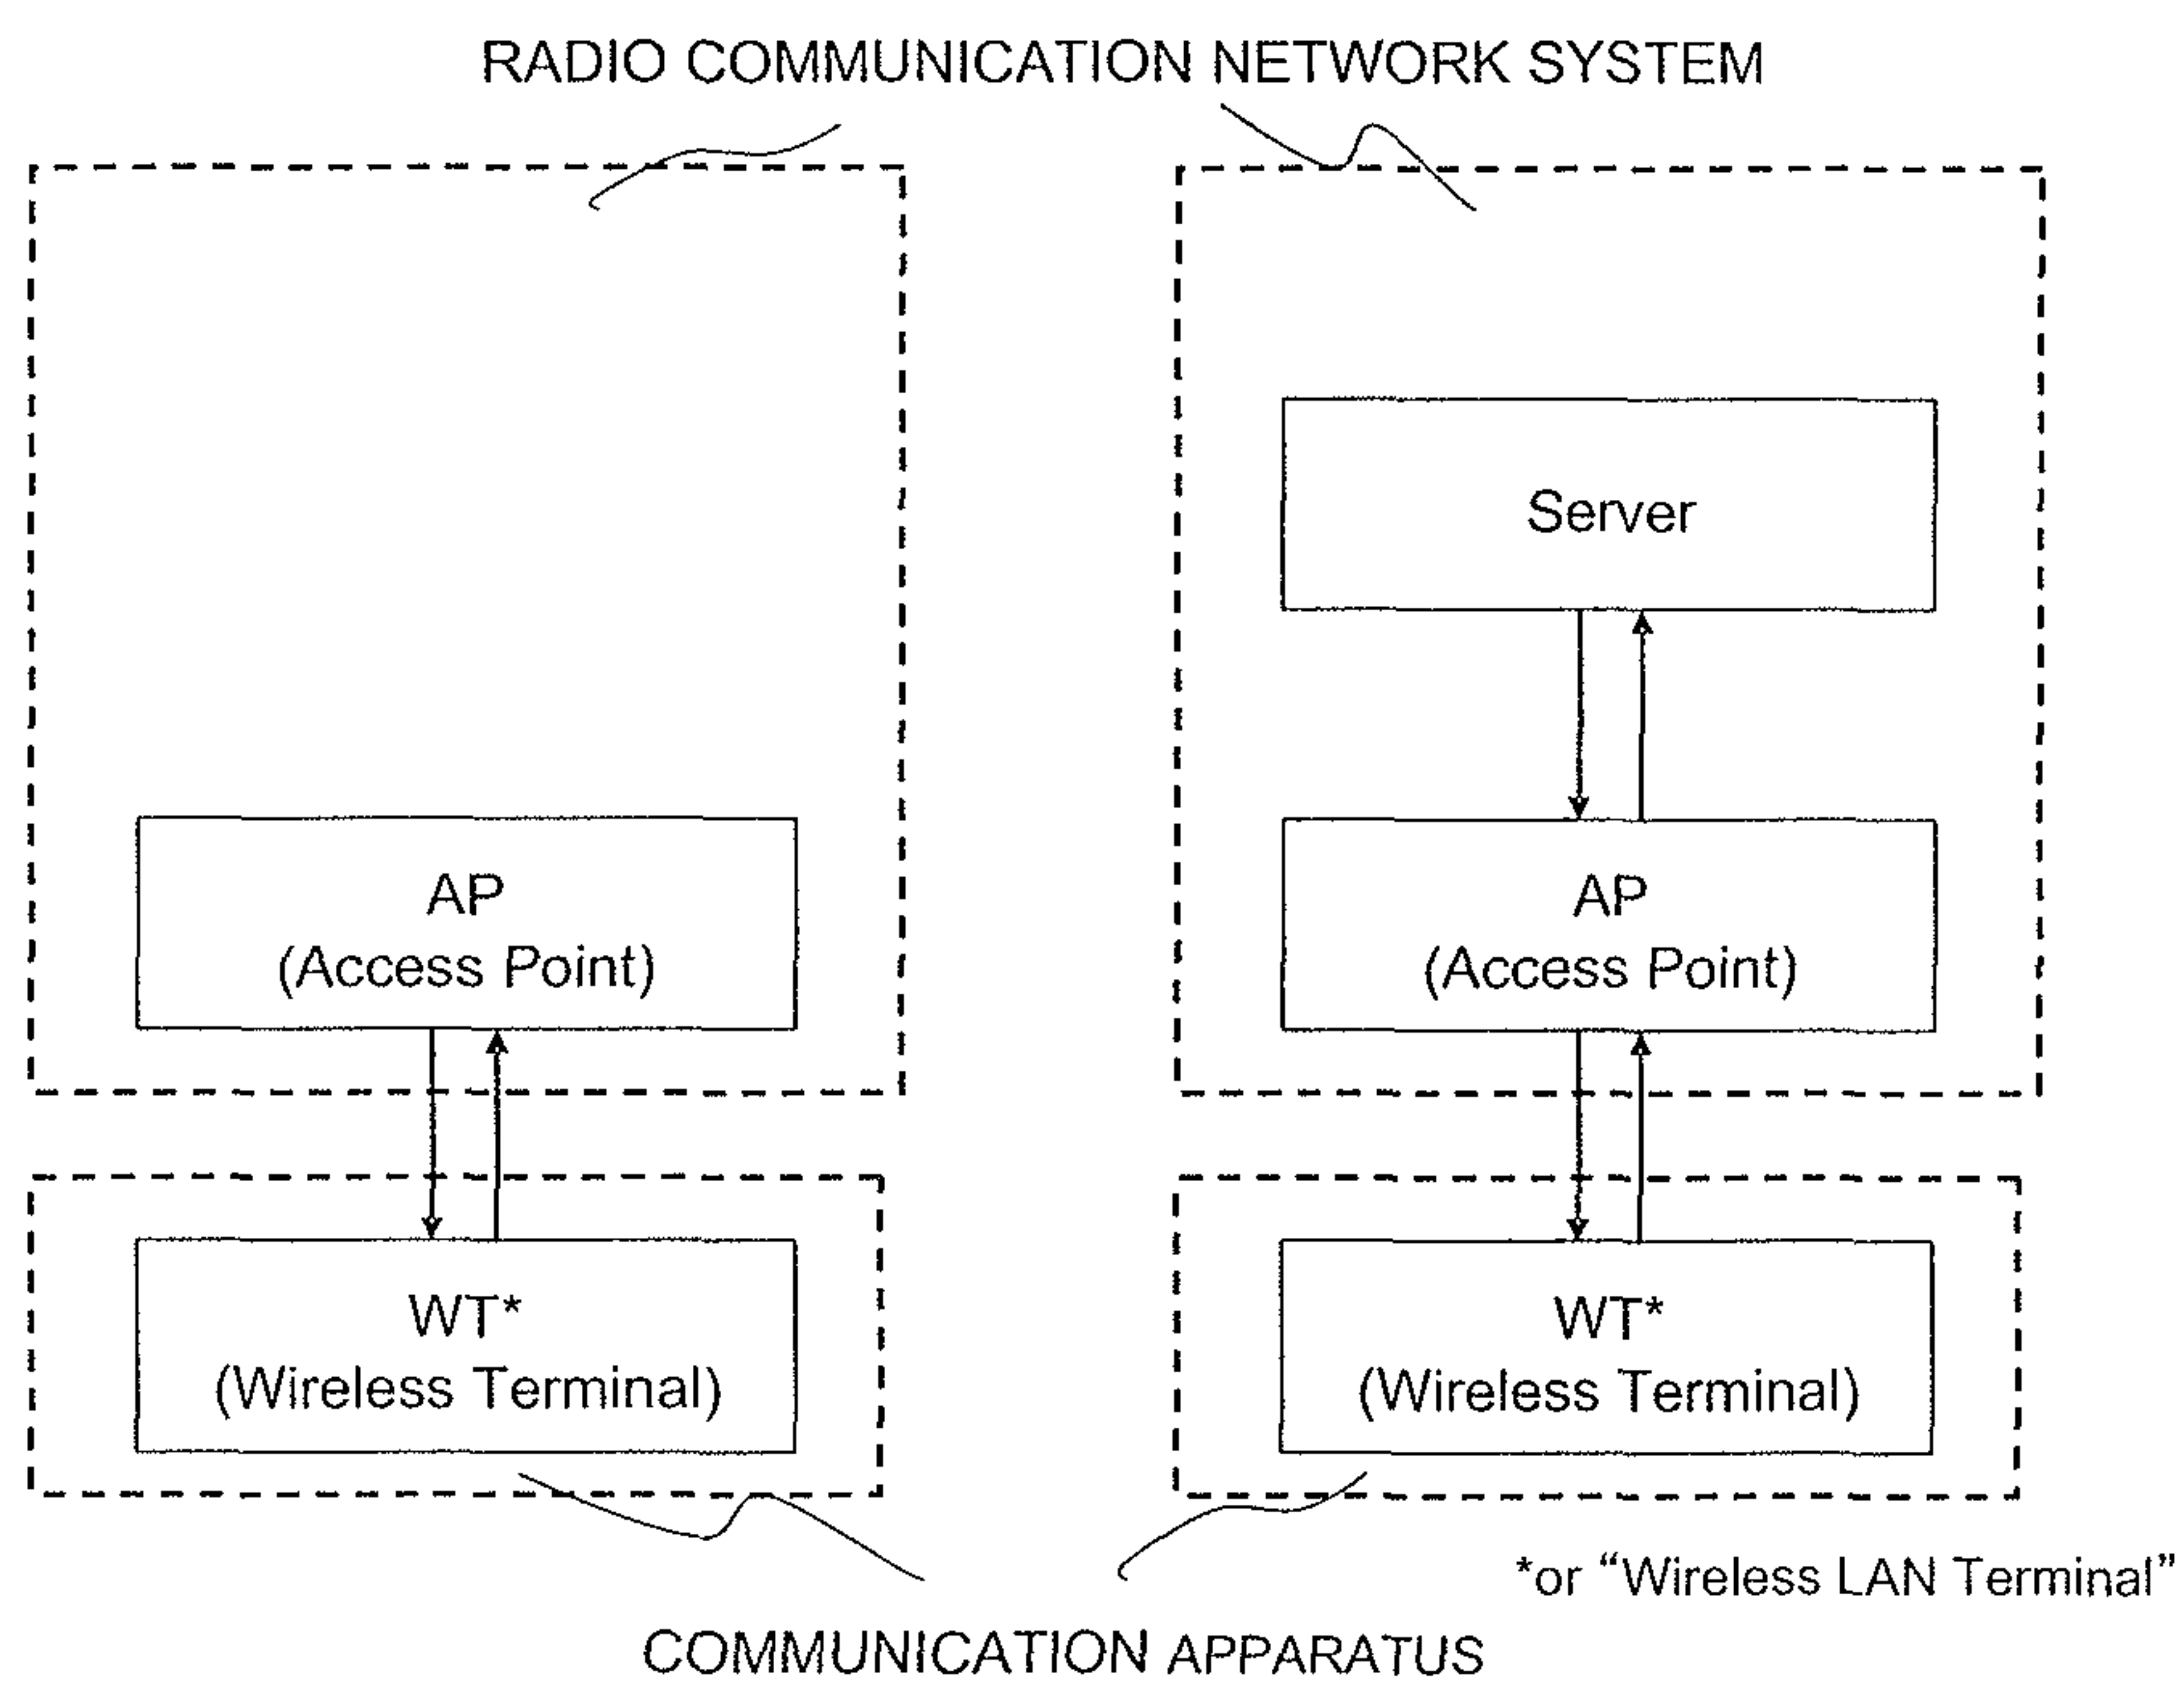 RADIO COMMUNICATION NETWORK SYSTEM
Server
AP
(Access Point)
AP
(Access Point)
WT*
(Wireless Terminal)
WT*
(Wireless Terminal)
*or “Wireless LAN Terminal”
COMMUNICATION APPARATUS